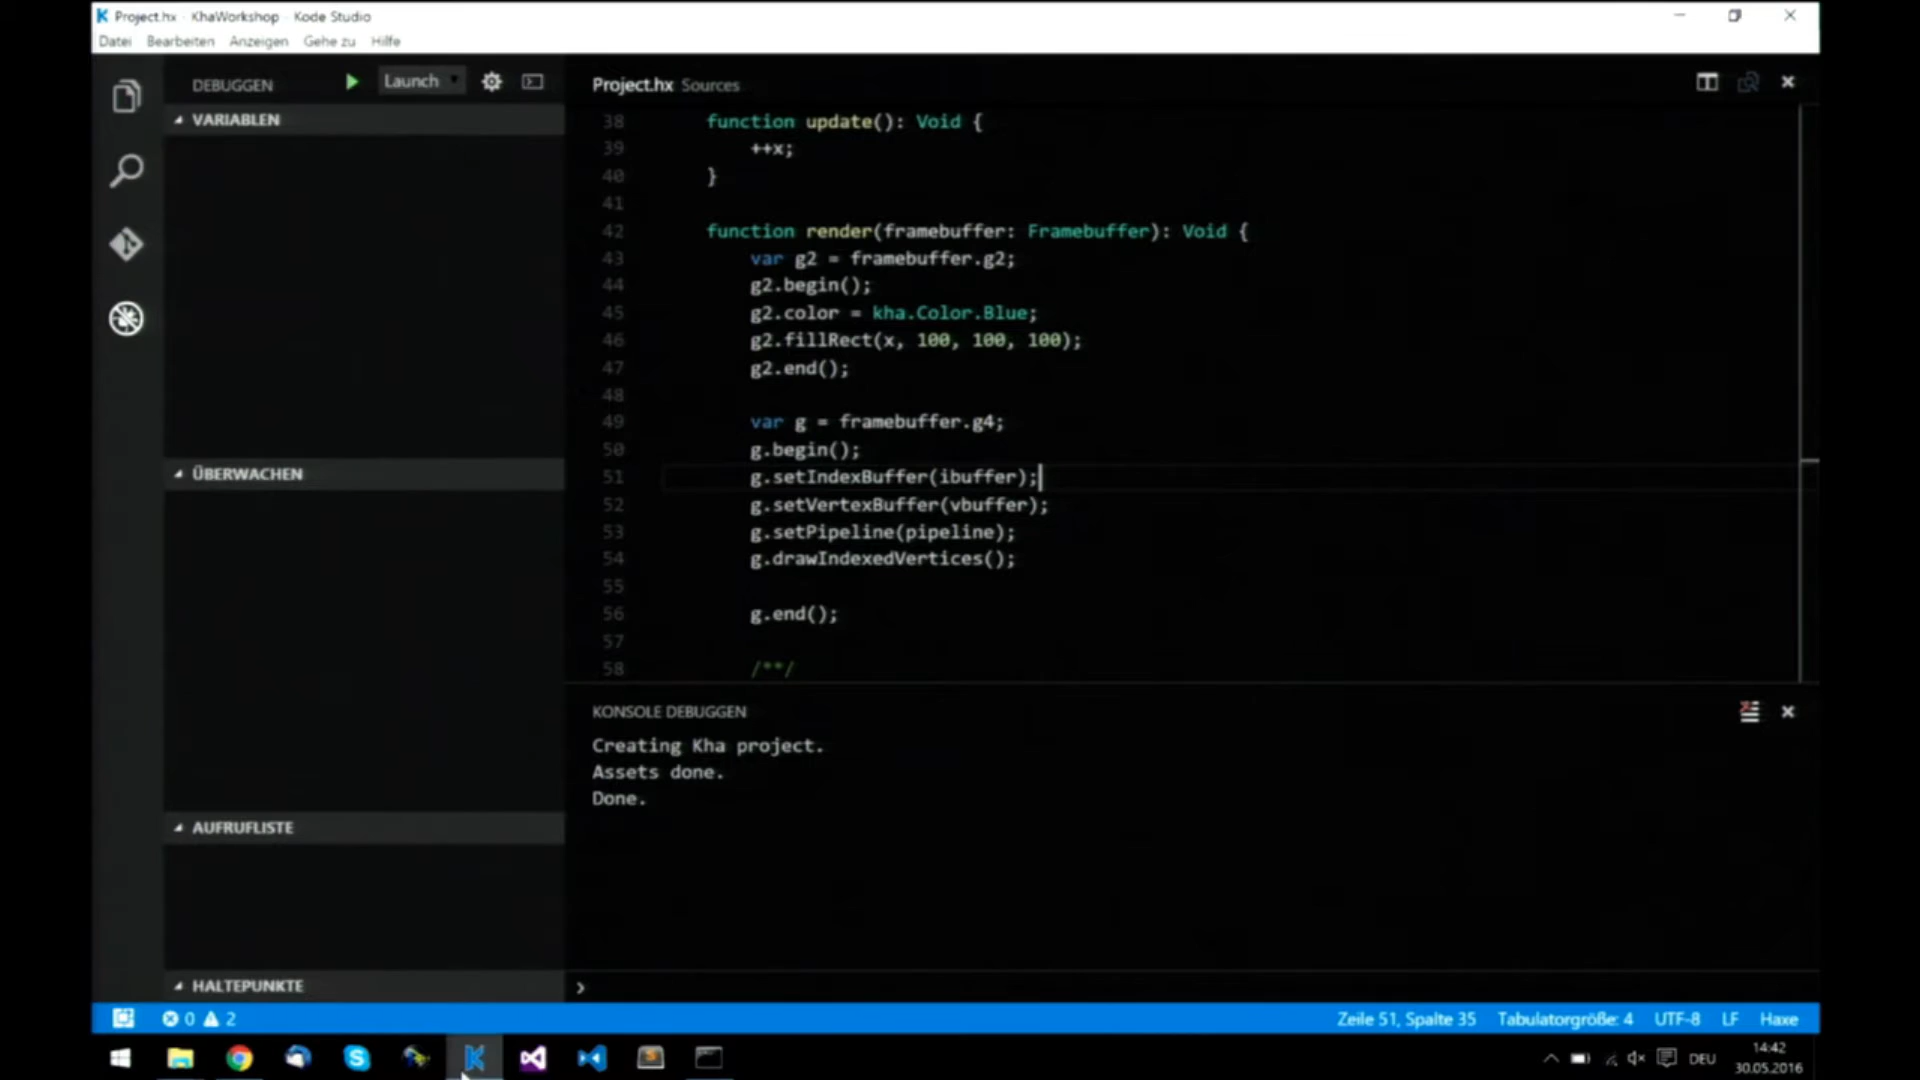 Project.hx - KhaWorkshop - Kode Studio
Datei Bearbeiten Anzeigen Gehe zu Hilfe
DEBUGGEN Launch
VARIABLEN
ÜBERWACHEN
AUFRUFLISTE
HALTEPUNKTE
Project.hx Sources
38 function update(): Void {
39 ++x;
40 }
41
42 function render(framebuffer: Framebuffer): Void {
43 var g2 = framebuffer.g2;
44 g2.begin();
45 g2.color = kha.Color.Blue;
46 g2.fillRect(x, 100, 100, 100);
47 g2.end();
48
49 var g = framebuffer.g4;
50 g.begin();
51 g.setIndexBuffer(ibuffer);
52 g.setVertexBuffer(vbuffer);
53 g.setPipeline(pipeline);
54 g.drawIndexedVertices();
55
56 g.end();
57
58 /**/
KONSOLE DEBUGGEN
Creating Kha project.
Assets done.
Done.
0 2
Zeile 51, Spalte 35 Tabulatorgröße: 4 UTF-8 LF Haxe
DEU
14:42
30.05.2016